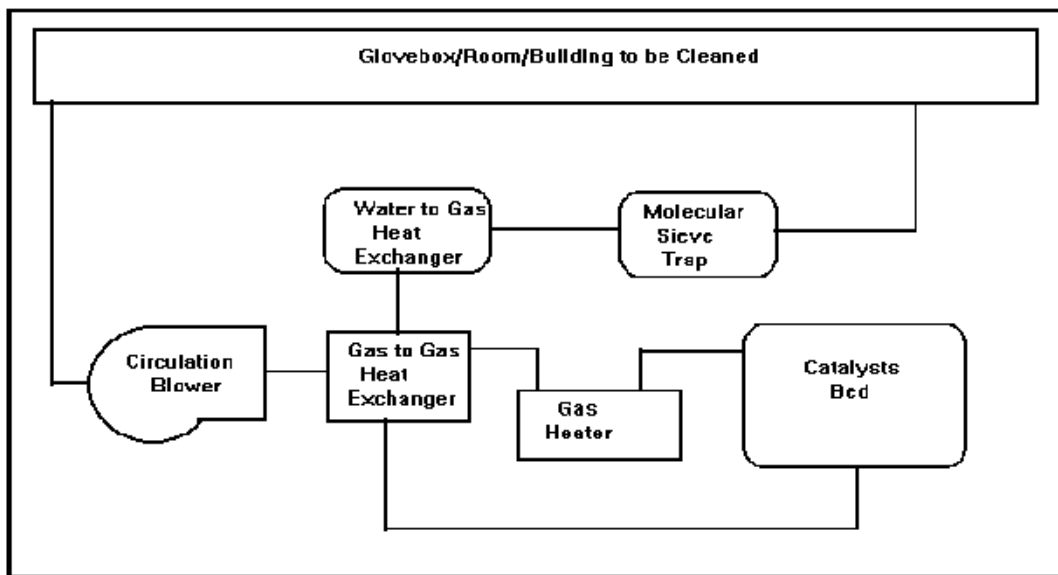 Glovebox/Room/Building to be Cleaned
Water to Gas
Heat
Exchanger
Molecular
Sieve
Trap
Circulation
Blower
Gas to Gas
Heat
Exchanger
Gas
Heater
Catalysts
Bed